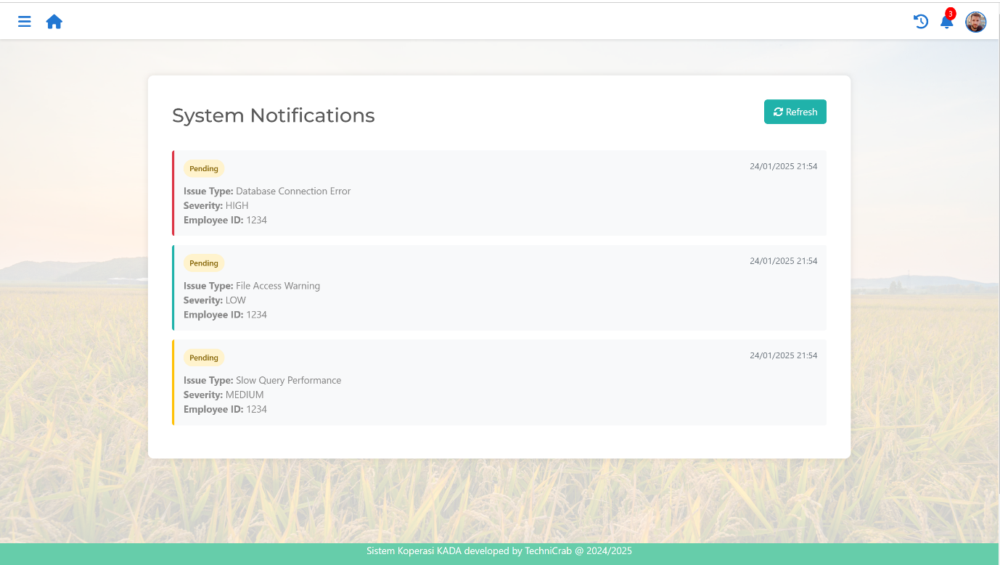 3
System Notifications
Refresh
Pending
24/01/2025 21:54
Issue Type: Database Connection Error
Severity: HIGH
Employee ID: 1234
Pending
24/01/2025 21:54
Issue Type: File Access Warning
Severity: LOW
Employee ID: 1234
Pending
24/01/2025 21:54
Issue Type: Slow Query Performance
Severity: MEDIUM
Employee ID: 1234
Sistem Koperasi KADA developed by TechniCrab @ 2024/2025